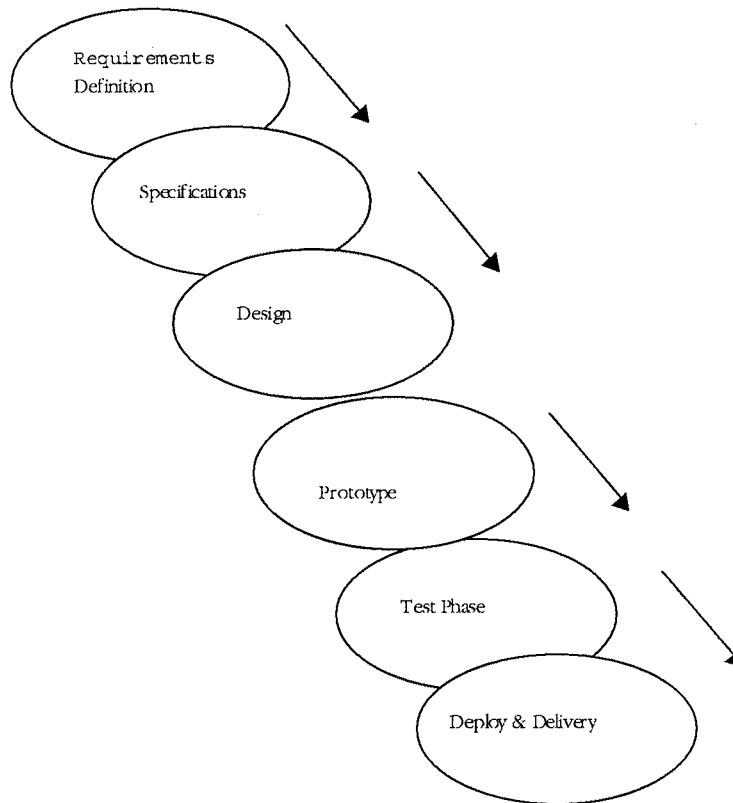 Requirements
Definition
Specifications
Design
Prototype
Test Phase
Deploy & Delivery